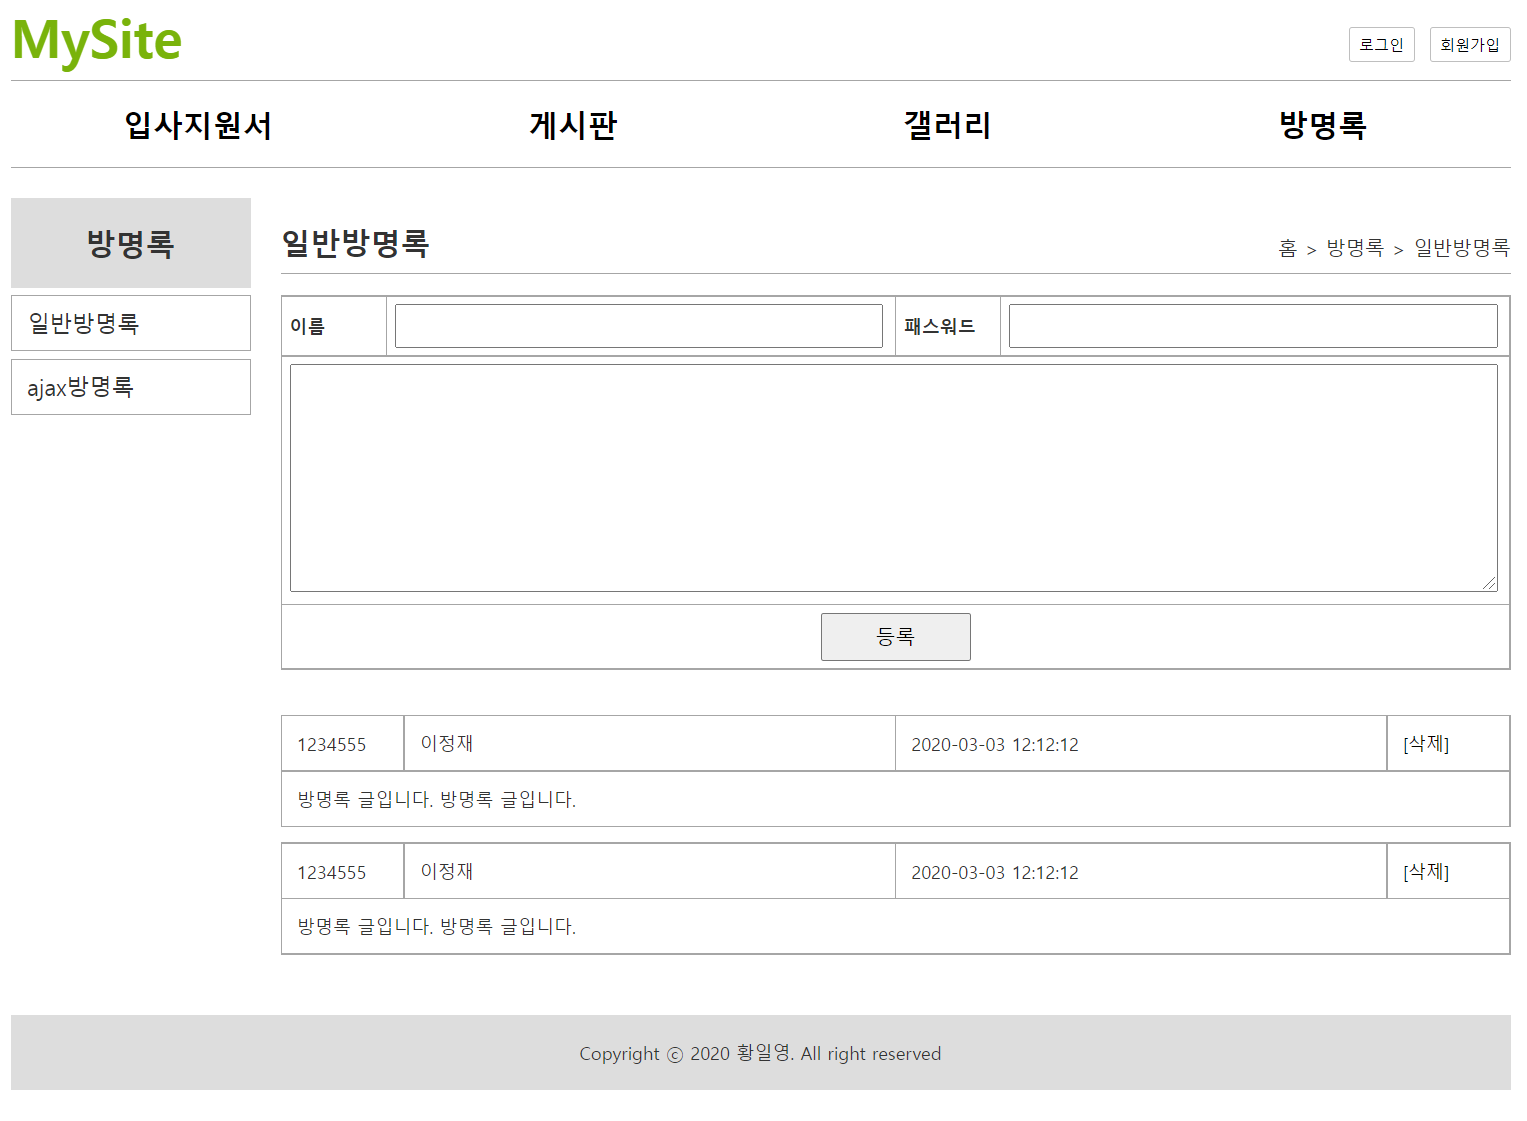 MySite
로그인 회원가입
입사지원서 게시판 갤러리 방명록
방명록
일반방명록
ajax방명록
일반방명록
홈 > 방명록 > 일반방명록
이름 패스워드
등록
1234555 이정재 2020-03-03 12:12:12 [삭제]
방명록 글입니다. 방명록 글입니다.
1234555 이정재 2020-03-03 12:12:12 [삭제]
방명록 글입니다. 방명록 글입니다.
Copyright ⓒ 2020 황일영. All right reserved